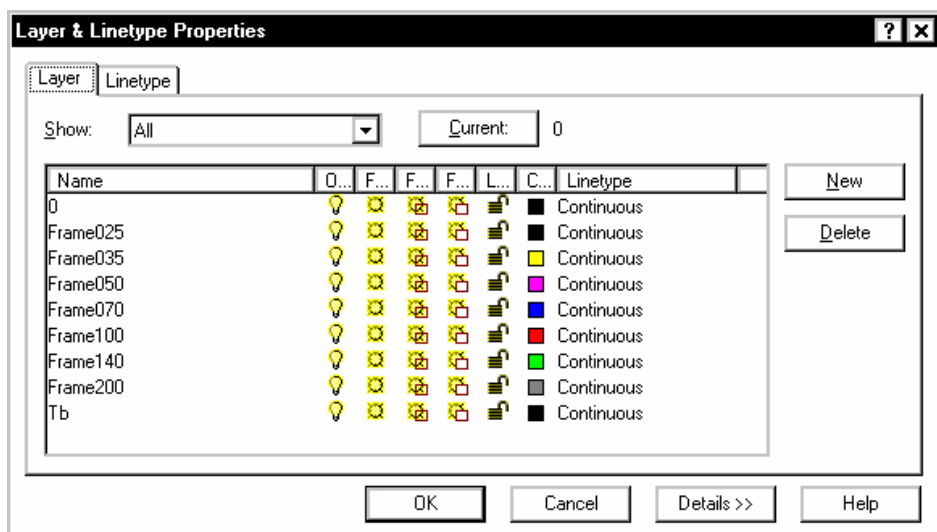 Layer & Linetype Properties
? X
Layer Linetype
Show: All Current: 0
Name O... F... F... F... L... C... Linetype
0 Continuous
Frame025 Continuous
Frame035 Continuous
Frame050 Continuous
Frame070 Continuous
Frame100 Continuous
Frame140 Continuous
Frame200 Continuous
Tb Continuous
New
Delete
OK Cancel Details >> Help